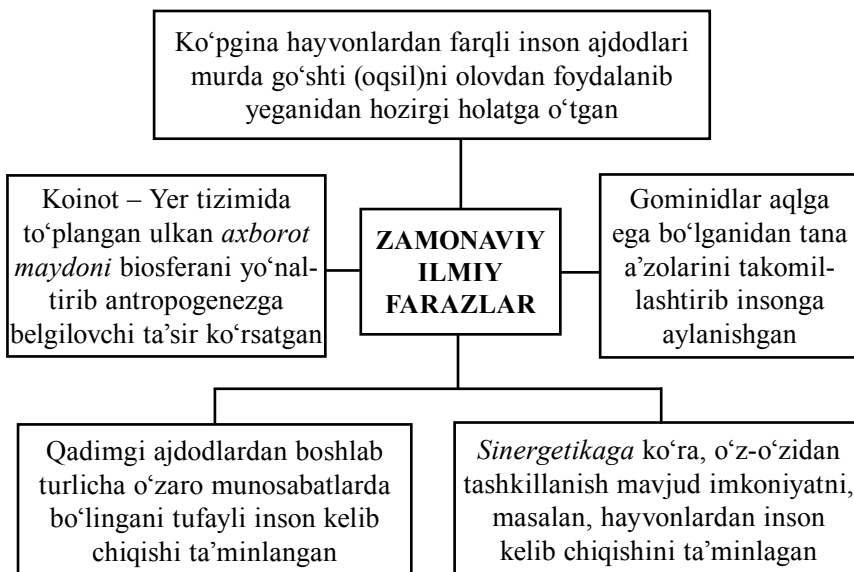 Ko‘pgina hayvonlardan farqli inson ajdodlari
murda go‘shti (oqsil)ni olovdan foydalanib
yeganidan hozirgi holatga o‘tgan
Koinot – Yer tizimida
to‘plangan ulkan axborot
maydoni biosferani yo‘nal-
tirib antropogenezga
belgilovchi ta’sir ko‘rsatgan
ZAMONAVIY
ILMIY
FARAZLAR
Gominidlar aqlga
ega bo‘lganidan tana
a’zolarini takomil-
lashtirib insonga
aylanishgan
Qadimgi ajdodlardan boshlab
turlicha o‘zaro munosabatlarda
bo‘lingani tufayli inson kelib
chiqishi ta’minlangan
Sinergetikaga ko‘ra, o‘z-o‘zidan
tashkillanish mavjud imkoniyatni,
masalan, hayvonlardan inson
kelib chiqishini ta’minlagan